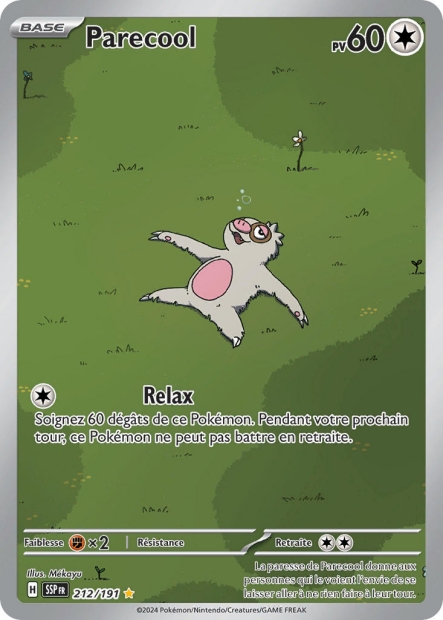 BASE
Parecool
PV60
Relax
Soignez 60 dégâts de ce Pokémon. Pendant votre prochain
tour, ce Pokémon ne peut pas battre en retraite.
Faiblesse ×2 Résistance Retraite
Illus. Mékayu
H SSP FR 212/191
La paresse de Parecool donne aux
personnes qui le voient l'envie de se
laisser aller à ne rien faire à leur tour.
©2024 Pokémon/Nintendo/Creatures/GAME FREAK